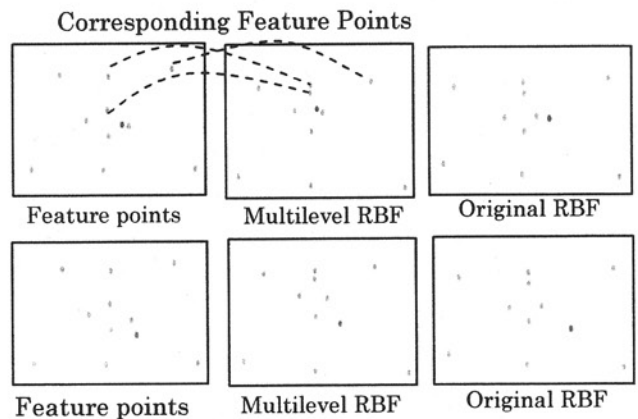 Corresponding Feature Points
Feature points Multilevel RBF Original RBF
Feature points Multilevel RBF Original RBF